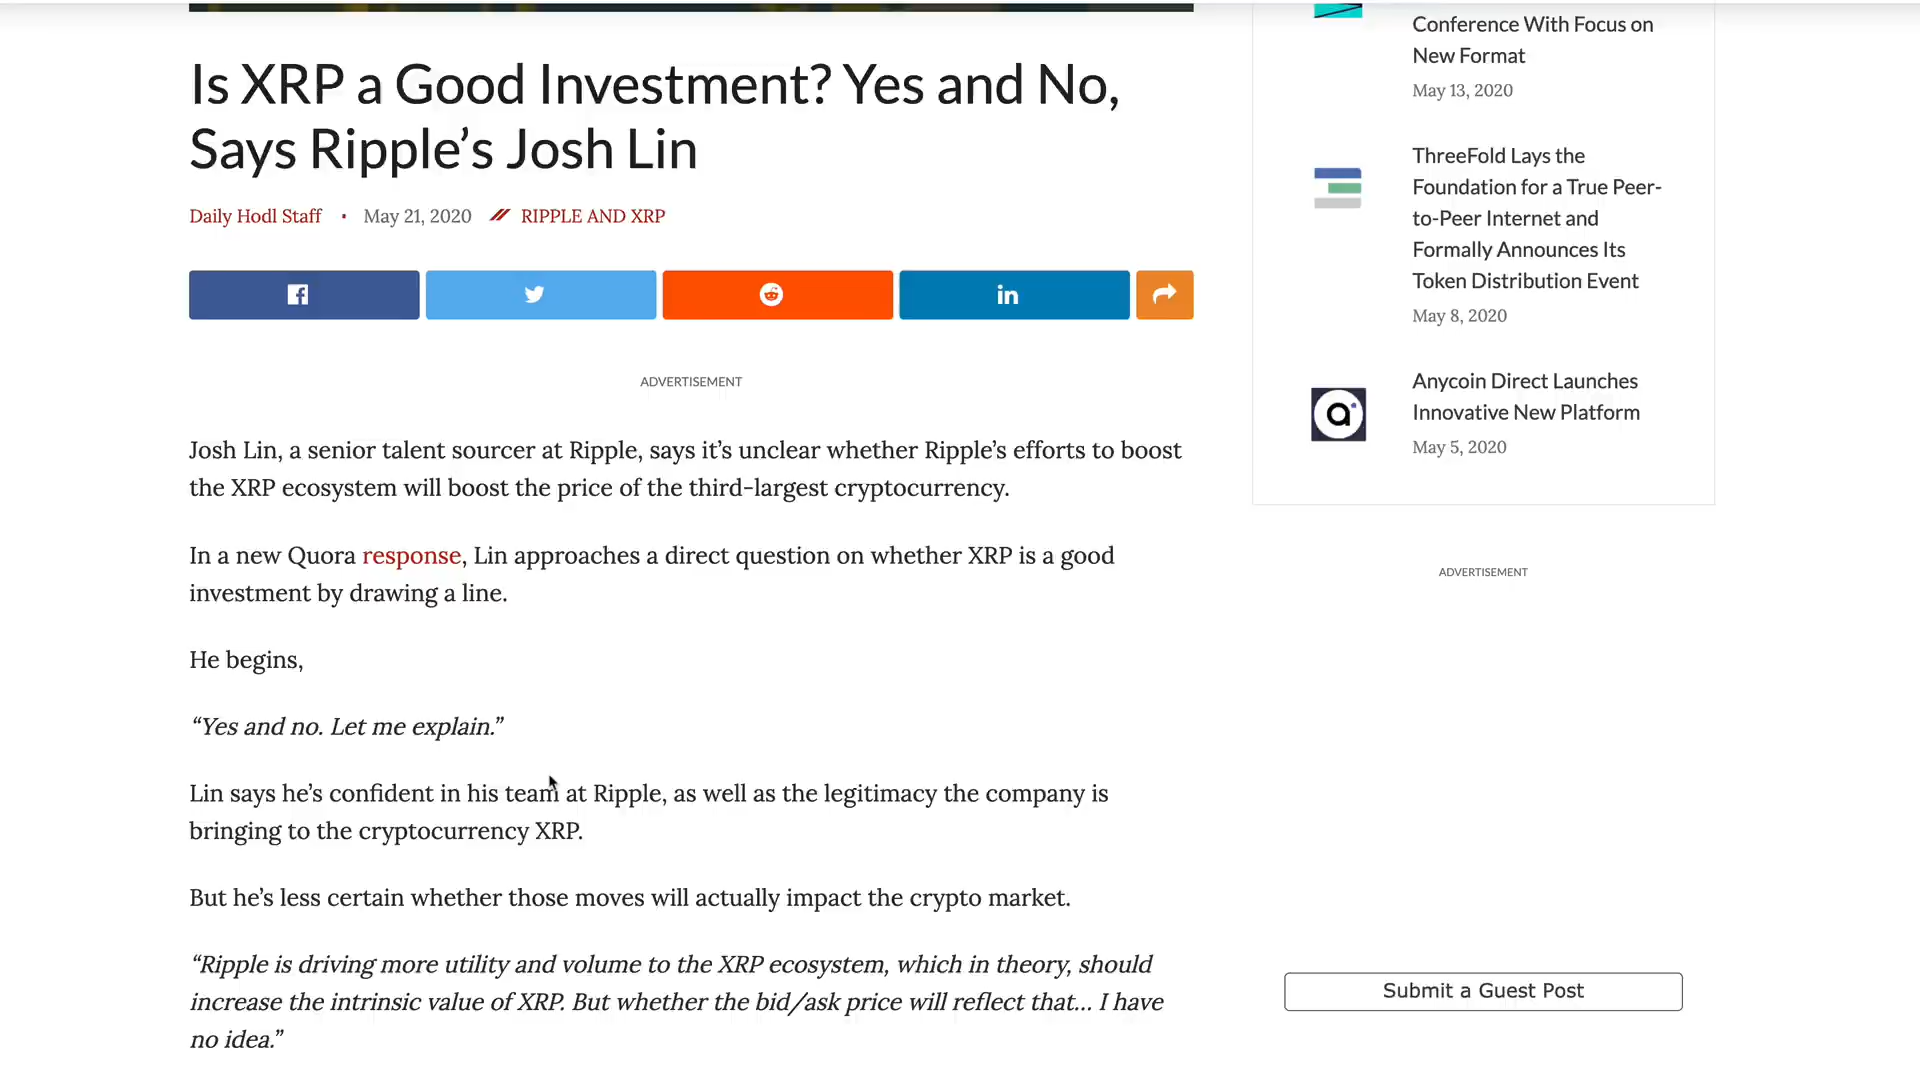 Is XRP a Good Investment? Yes and No,
Says Ripple’s Josh Lin
Daily Hodl Staff • May 21, 2020 RIPPLE AND XRP
in
ADVERTISEMENT
Josh Lin, a senior talent sourcer at Ripple, says it’s unclear whether Ripple’s efforts to boost
the XRP ecosystem will boost the price of the third-largest cryptocurrency.
In a new Quora response, Lin approaches a direct question on whether XRP is a good
investment by drawing a line.
He begins,
“Yes and no. Let me explain.”
Lin says he’s confident in his team at Ripple, as well as the legitimacy the company is
bringing to the cryptocurrency XRP.
But he’s less certain whether those moves will actually impact the crypto market.
“Ripple is driving more utility and volume to the XRP ecosystem, which in theory, should
increase the intrinsic value of XRP. But whether the bid/ask price will reflect that… I have
no idea.”
Conference With Focus on
New Format
May 13, 2020
ThreeFold Lays the
Foundation for a True Peer-
to-Peer Internet and
Formally Announces Its
Token Distribution Event
May 8, 2020
a
Anycoin Direct Launches
Innovative New Platform
May 5, 2020
ADVERTISEMENT
Submit a Guest Post